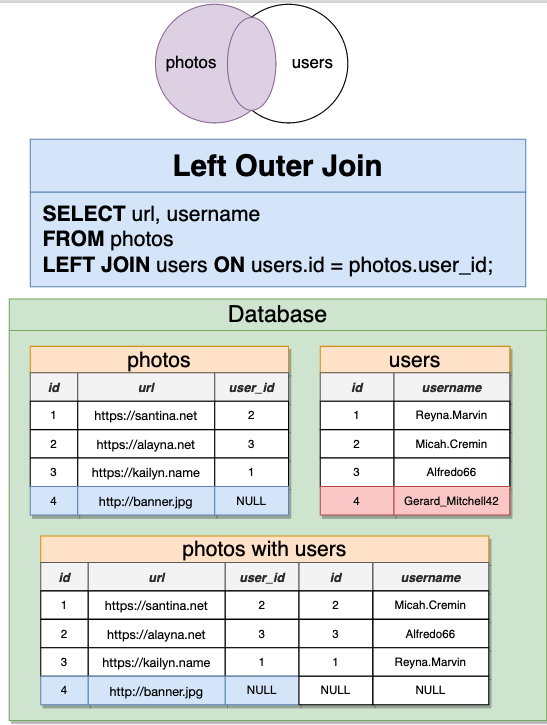 photos users
Left Outer Join
SELECT url, username
FROM photos
LEFT JOIN users ON users.id = photos.user_id;
Database
photos
id url user_id
1 https://santina.net 2
2 https://alayna.net 3
3 https://kailyn.name 1
4 http://banner.jpg NULL
users
id username
1 Reyna.Marvin
2 Micah.Cremin
3 Alfredo66
4 Gerard_Mitchell42
photos with users
id url user_id id username
1 https://santina.net 2 2 Micah.Cremin
2 https://alayna.net 3 3 Alfredo66
3 https://kailyn.name 1 1 Reyna.Marvin
4 http://banner.jpg NULL NULL NULL